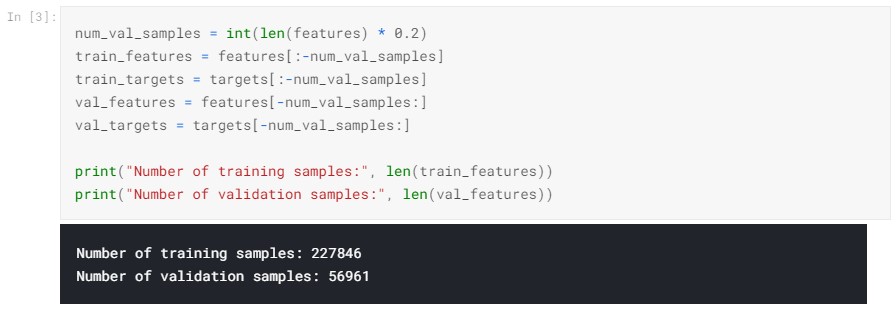 In [3]:
num_val_samples = int(len(features) * 0.2)
train_features = features[:-num_val_samples]
train_targets = targets[:-num_val_samples]
val_features = features[-num_val_samples:]
val_targets = targets[-num_val_samples:]
print("Number of training samples:", len(train_features))
print("Number of validation samples:", len(val_features))
Number of training samples: 227846
Number of validation samples: 56961